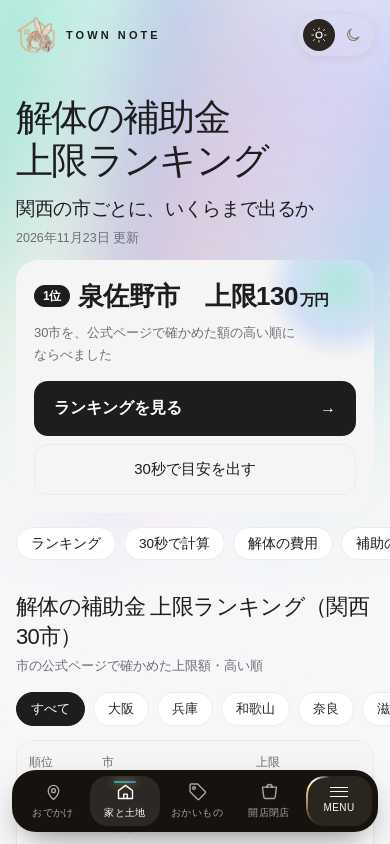 TOWN NOTE
解体の補助金
上限ランキング
関西の市ごとに、いくらまで出るか
2026年11月23日 更新
1位 泉佐野市 上限130万円
30市を、公式ページで確かめた額の高い順に
ならべました
ランキングを見る →
30秒で目安を出す
ランキング 30秒で計算 解体の費用 補助の
解体の補助金 上限ランキング（関西
30市）
市の公式ページで確かめた上限額・高い順
すべて 大阪 兵庫 和歌山 奈良 滋
順位 市 上限
おでかけ 家と土地 おかいもの 開店閉店 MENU